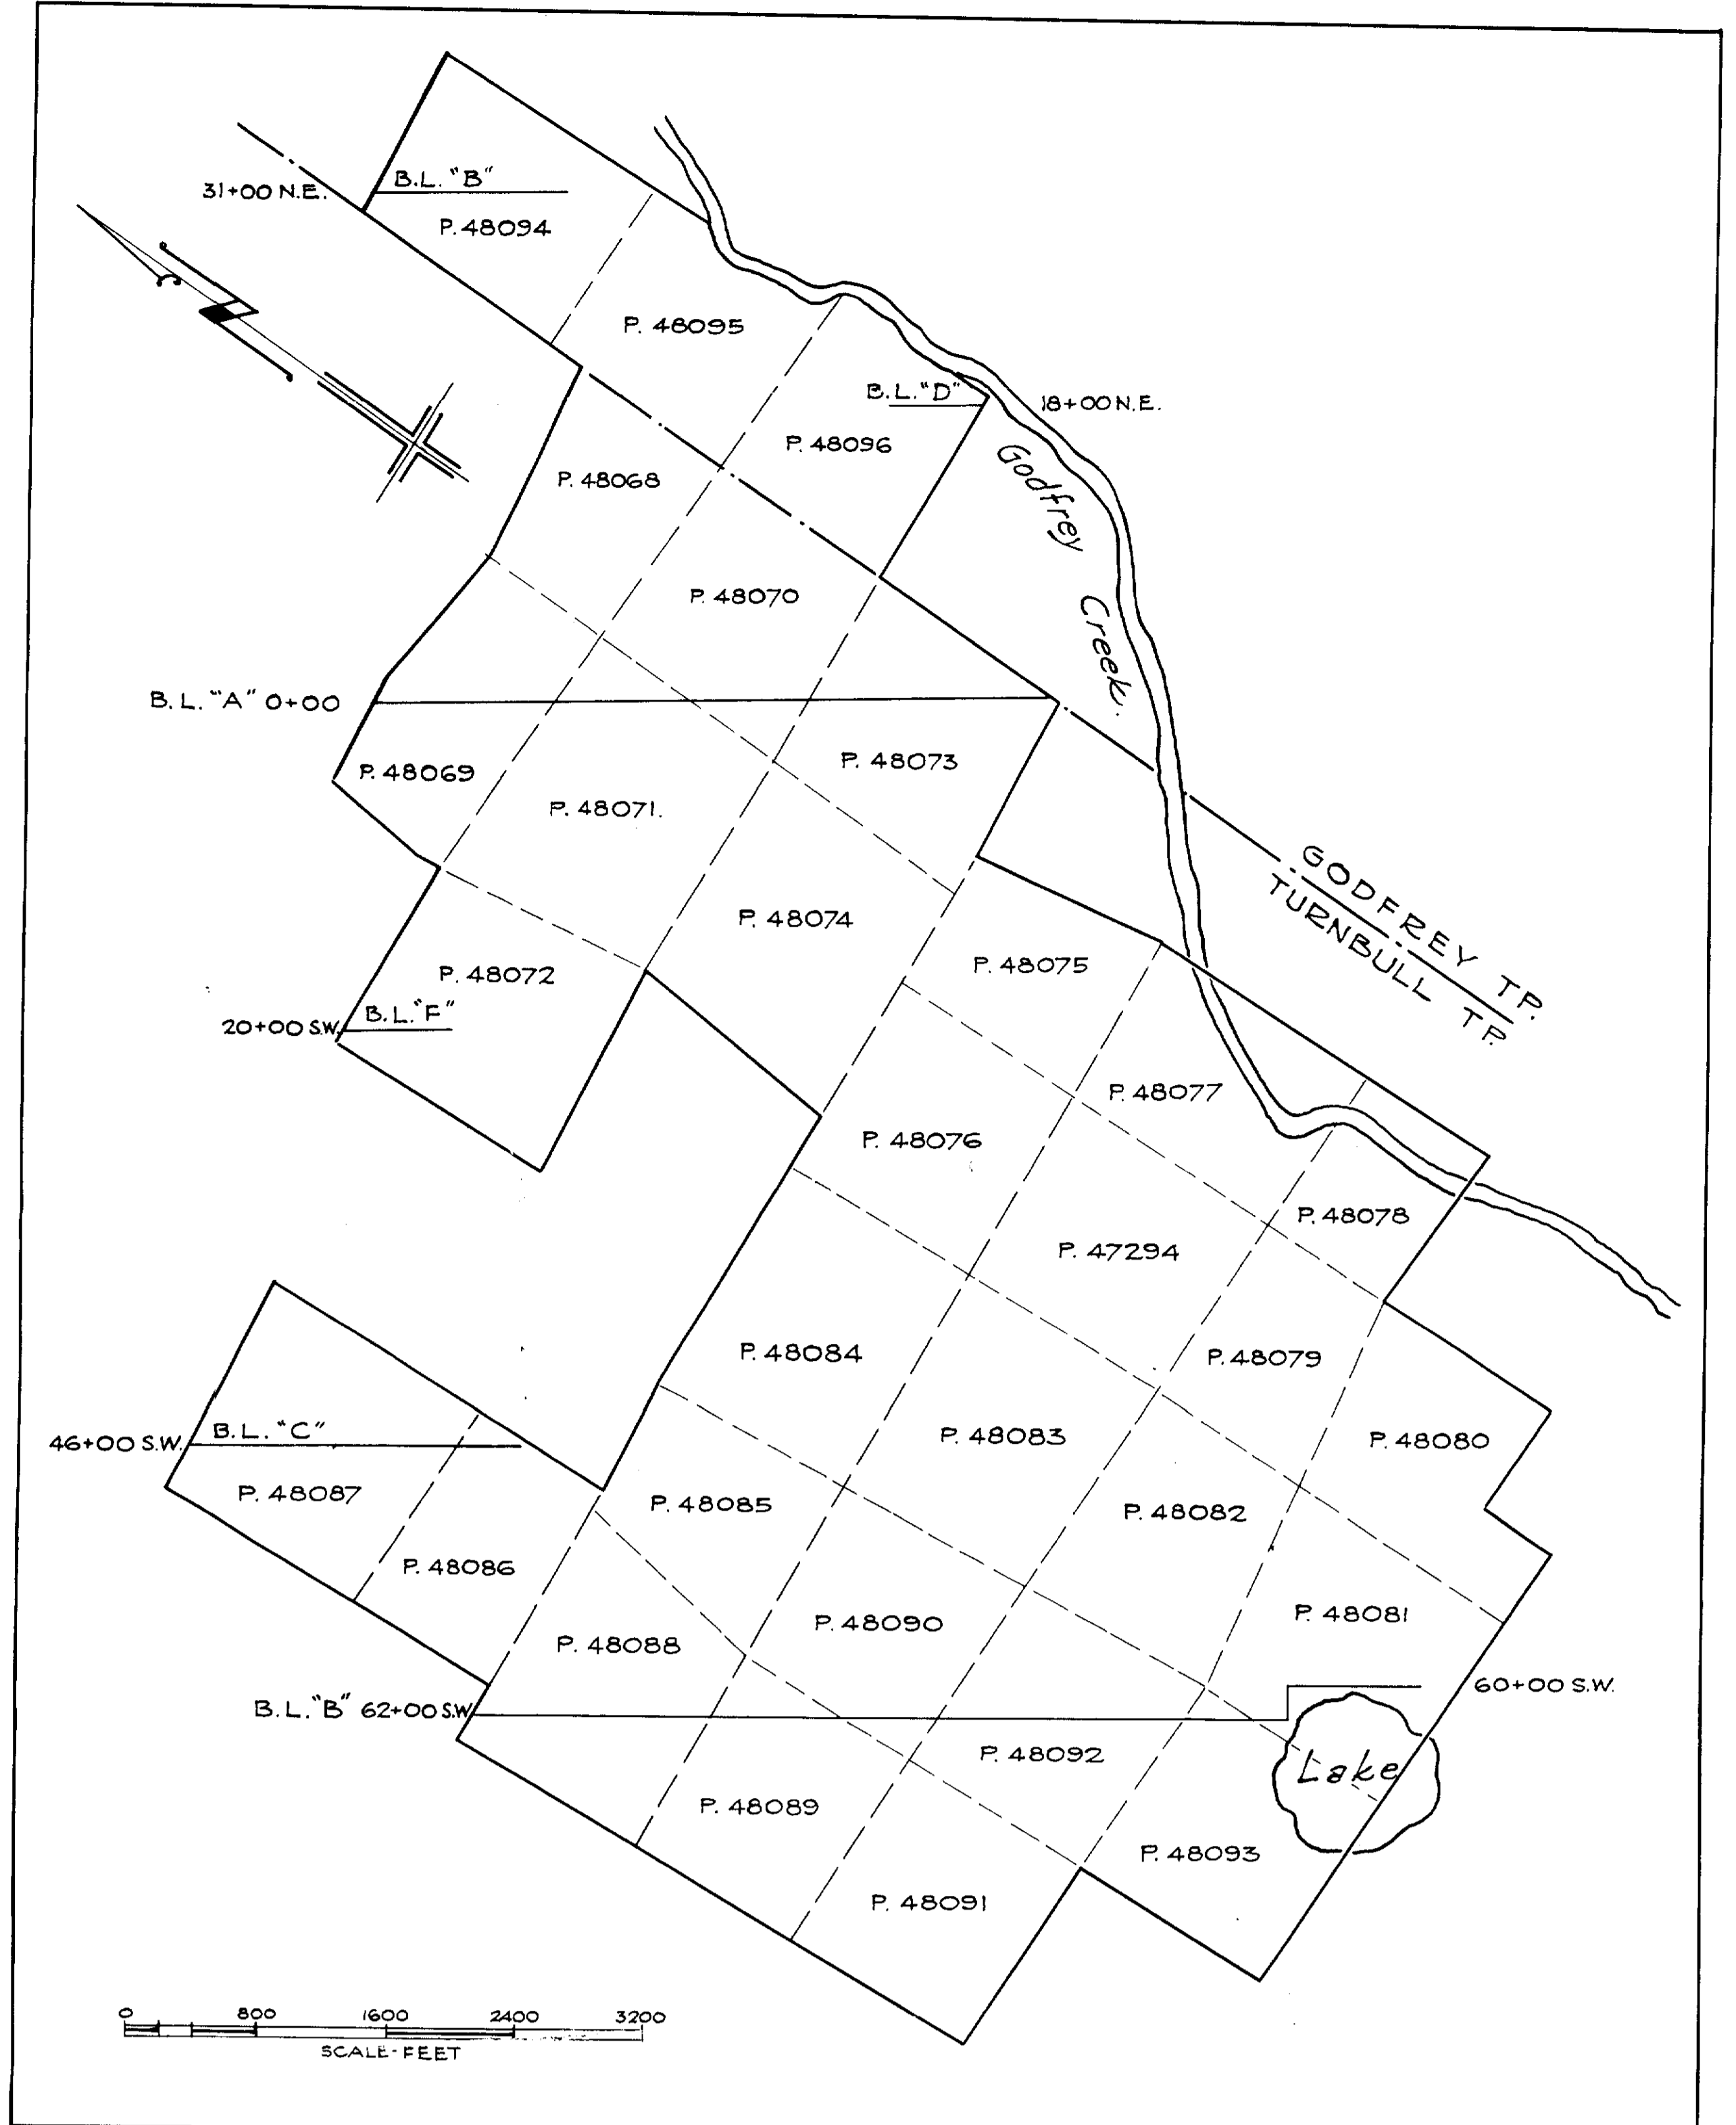 B.L. "B"
31+00 N.E.
P. 48094
P. 48095
B.L. "D"
18+00 N.E.
P. 48096
P. 48068
Godfrey
Creek.
P. 48070
B.L. "A" 0+00
P. 48073
P. 48069
P. 48071.
GODFREY TP.
TURNBULL TP.
P. 48074
P. 48075
P. 48072
B.L. "F"
20+00 S.W.
P. 48077
P. 48076
P. 48078
P. 47294
P. 48084
P. 48079
B.L. "C"
46+00 S.W.
P. 48083
P. 48080
P. 48087
P. 48085
P. 48082
P. 48086
P. 48081
P. 48090
P. 48088
60+00 S.W.
B.L. "B" 62+00 S.W.
P. 48092
Lake
P. 48089
P. 48093
P. 48091
0 800 1600 2400 3200
SCALE-FEET